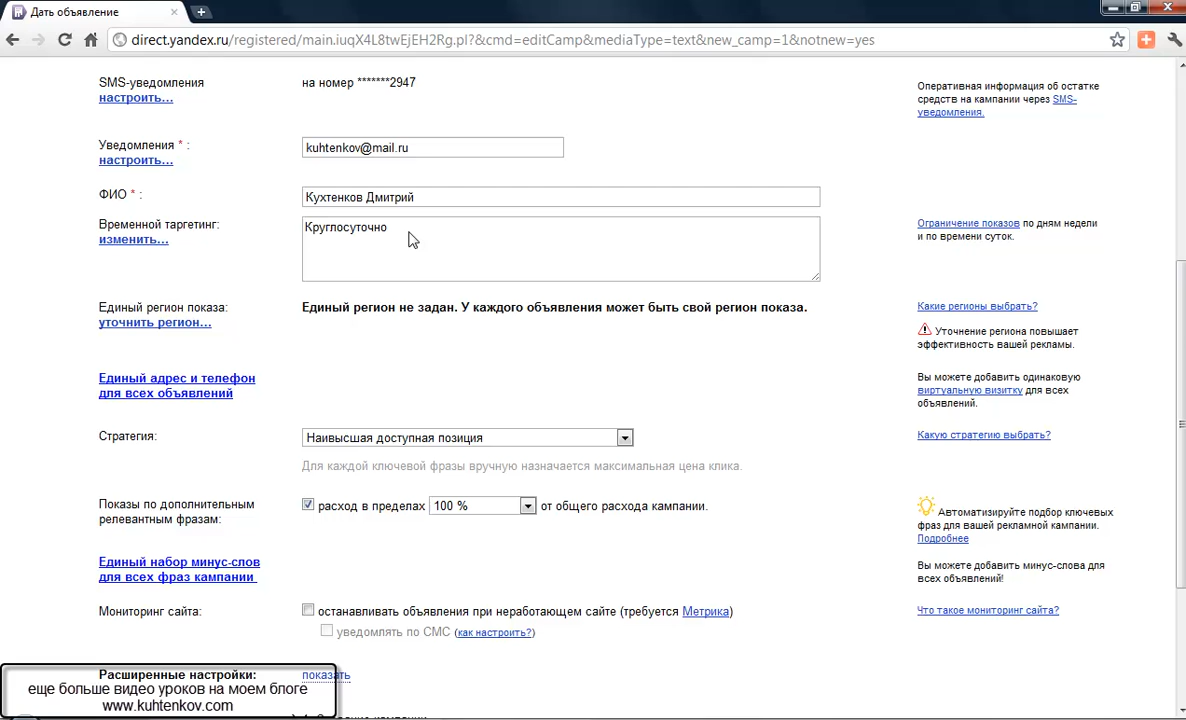 Дать объявление
direct.yandex.ru/registered/main.iuqX4L8twEjEH2Rg.pl?&cmd=editCamp&mediaType=text&new_camp=1&notnew=yes
SMS-уведомления
настроить...
на номер *******2947
Оперативная информация об остатке
средств на кампании через SMS-
уведомления.
Уведомления * :
настроить...
kuhtenkov@mail.ru
ФИО * :
Кухтенков Дмитрий
Временной таргетинг:
изменить...
Круглосуточно
Ограничение показов по дням недели
и по времени суток.
Единый регион показа:
уточнить регион...
Единый регион не задан. У каждого объявления может быть свой регион показа.
Какие регионы выбрать?
Уточнение региона повышает
эффективность вашей рекламы.
Единый адрес и телефон
для всех объявлений
Вы можете добавить одинаковую
виртуальную визитку для всех
объявлений.
Стратегия:
Наивысшая доступная позиция
Какую стратегию выбрать?
Для каждой ключевой фразы вручную назначается максимальная цена клика.
Показы по дополнительным
релевантным фразам:
расход в пределах 100 % от общего расхода кампании.
Автоматизируйте подбор ключевых
фраз для вашей рекламной кампании.
Подробнее
Единый набор минус-слов
для всех фраз кампании
Вы можете добавить минус-слова для
всех объявлений!
Мониторинг сайта:
останавливать объявления при неработающем сайте (требуется Метрика)
уведомлять по СМС (как настроить?)
Что такое мониторинг сайта?
Расширенные настройки:
показать
еще больше видео уроков на моем блоге
www.kuhtenkov.com